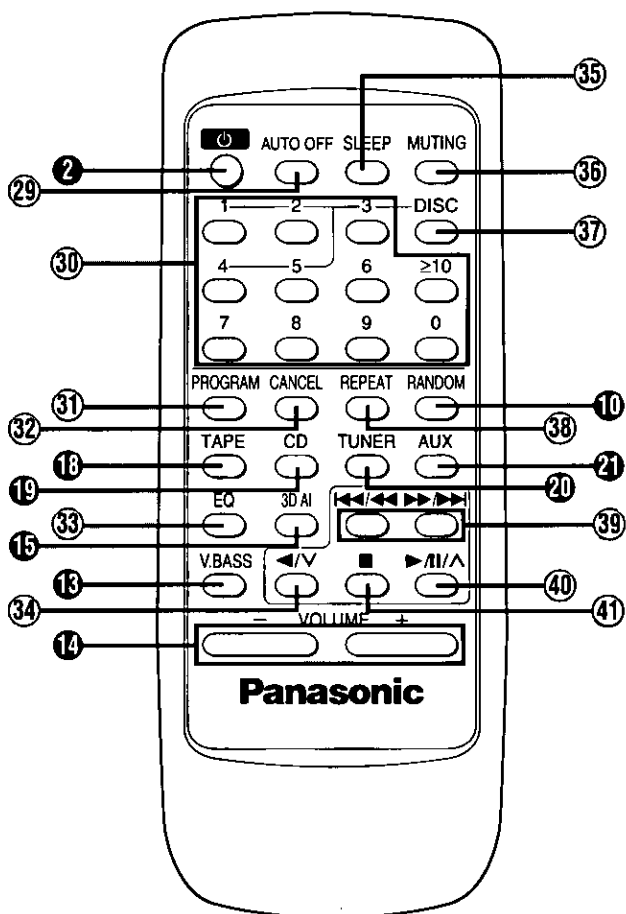 35
⏻ AUTO OFF SLEEP MUTING
2
29
36
1 2 3 DISC
37
30
4 5 6 ≥10
7 8 9 0
PROGRAM CANCEL REPEAT RANDOM
31
10
32
38
TAPE CD TUNER AUX
18
21
19
20
EQ 3D AI ⏮/◀◀ ▶▶/⏭
33
39
15
V.BASS ◀/∨ ■ ▶/II/∧
13
40
34
41
− VOLUME +
14
Panasonic